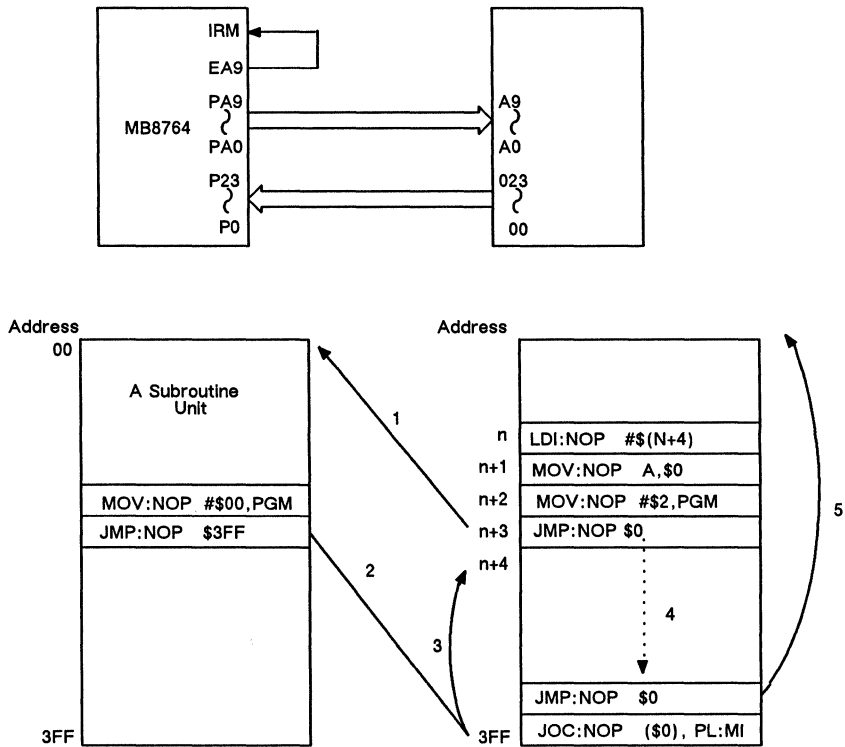 IRM
EA9
PA9
MB8764
PA0
P23
P0
A9
A0
023
00
Address
00
A Subroutine
Unit
MOV:NOP #$00,PGM
JMP:NOP $3FF
3FF
1
2
3
Address
n LDI:NOP #$(N+4)
n+1 MOV:NOP A,$0
n+2 MOV:NOP #$2,PGM
n+3 JMP:NOP $0
n+4
4
5
JMP:NOP $0
3FF JOC:NOP ($0), PL:MI